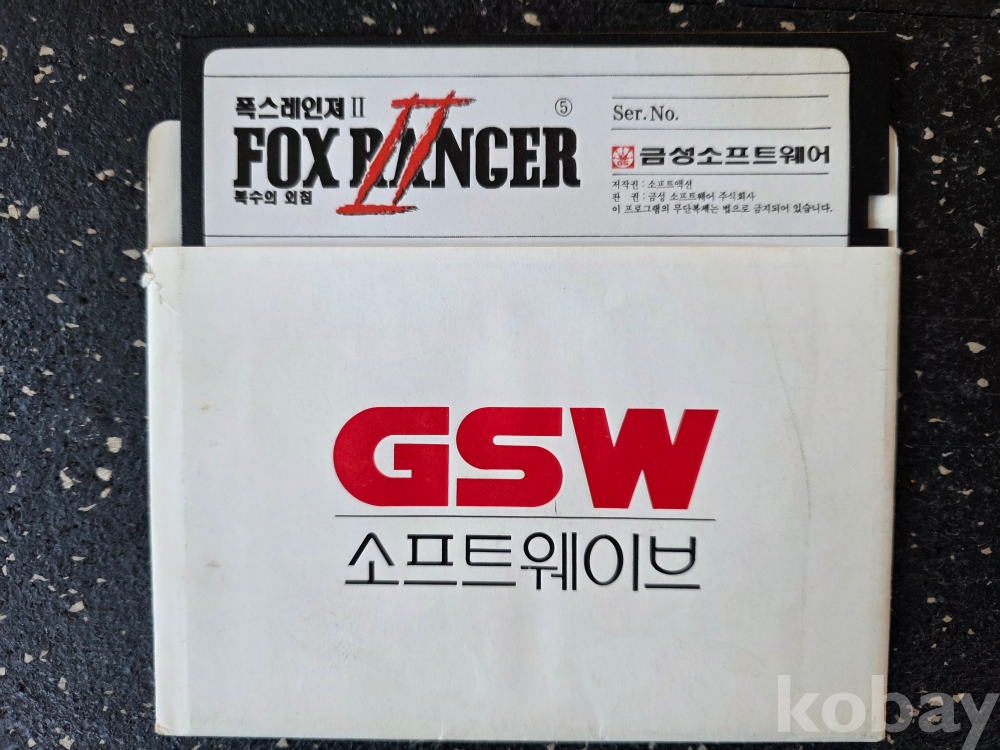 폭스레인져 II
FOX RANGER
II
복수의 외침
⑤
Ser. No.
금성소프트웨어
저작권 : 소프트액션
판 권 : 금성 소프트웨어 주식회사
이 프로그램의 무단복제는 법으로 금지되어 있습니다.
GSW
소프트웨이브
kobay